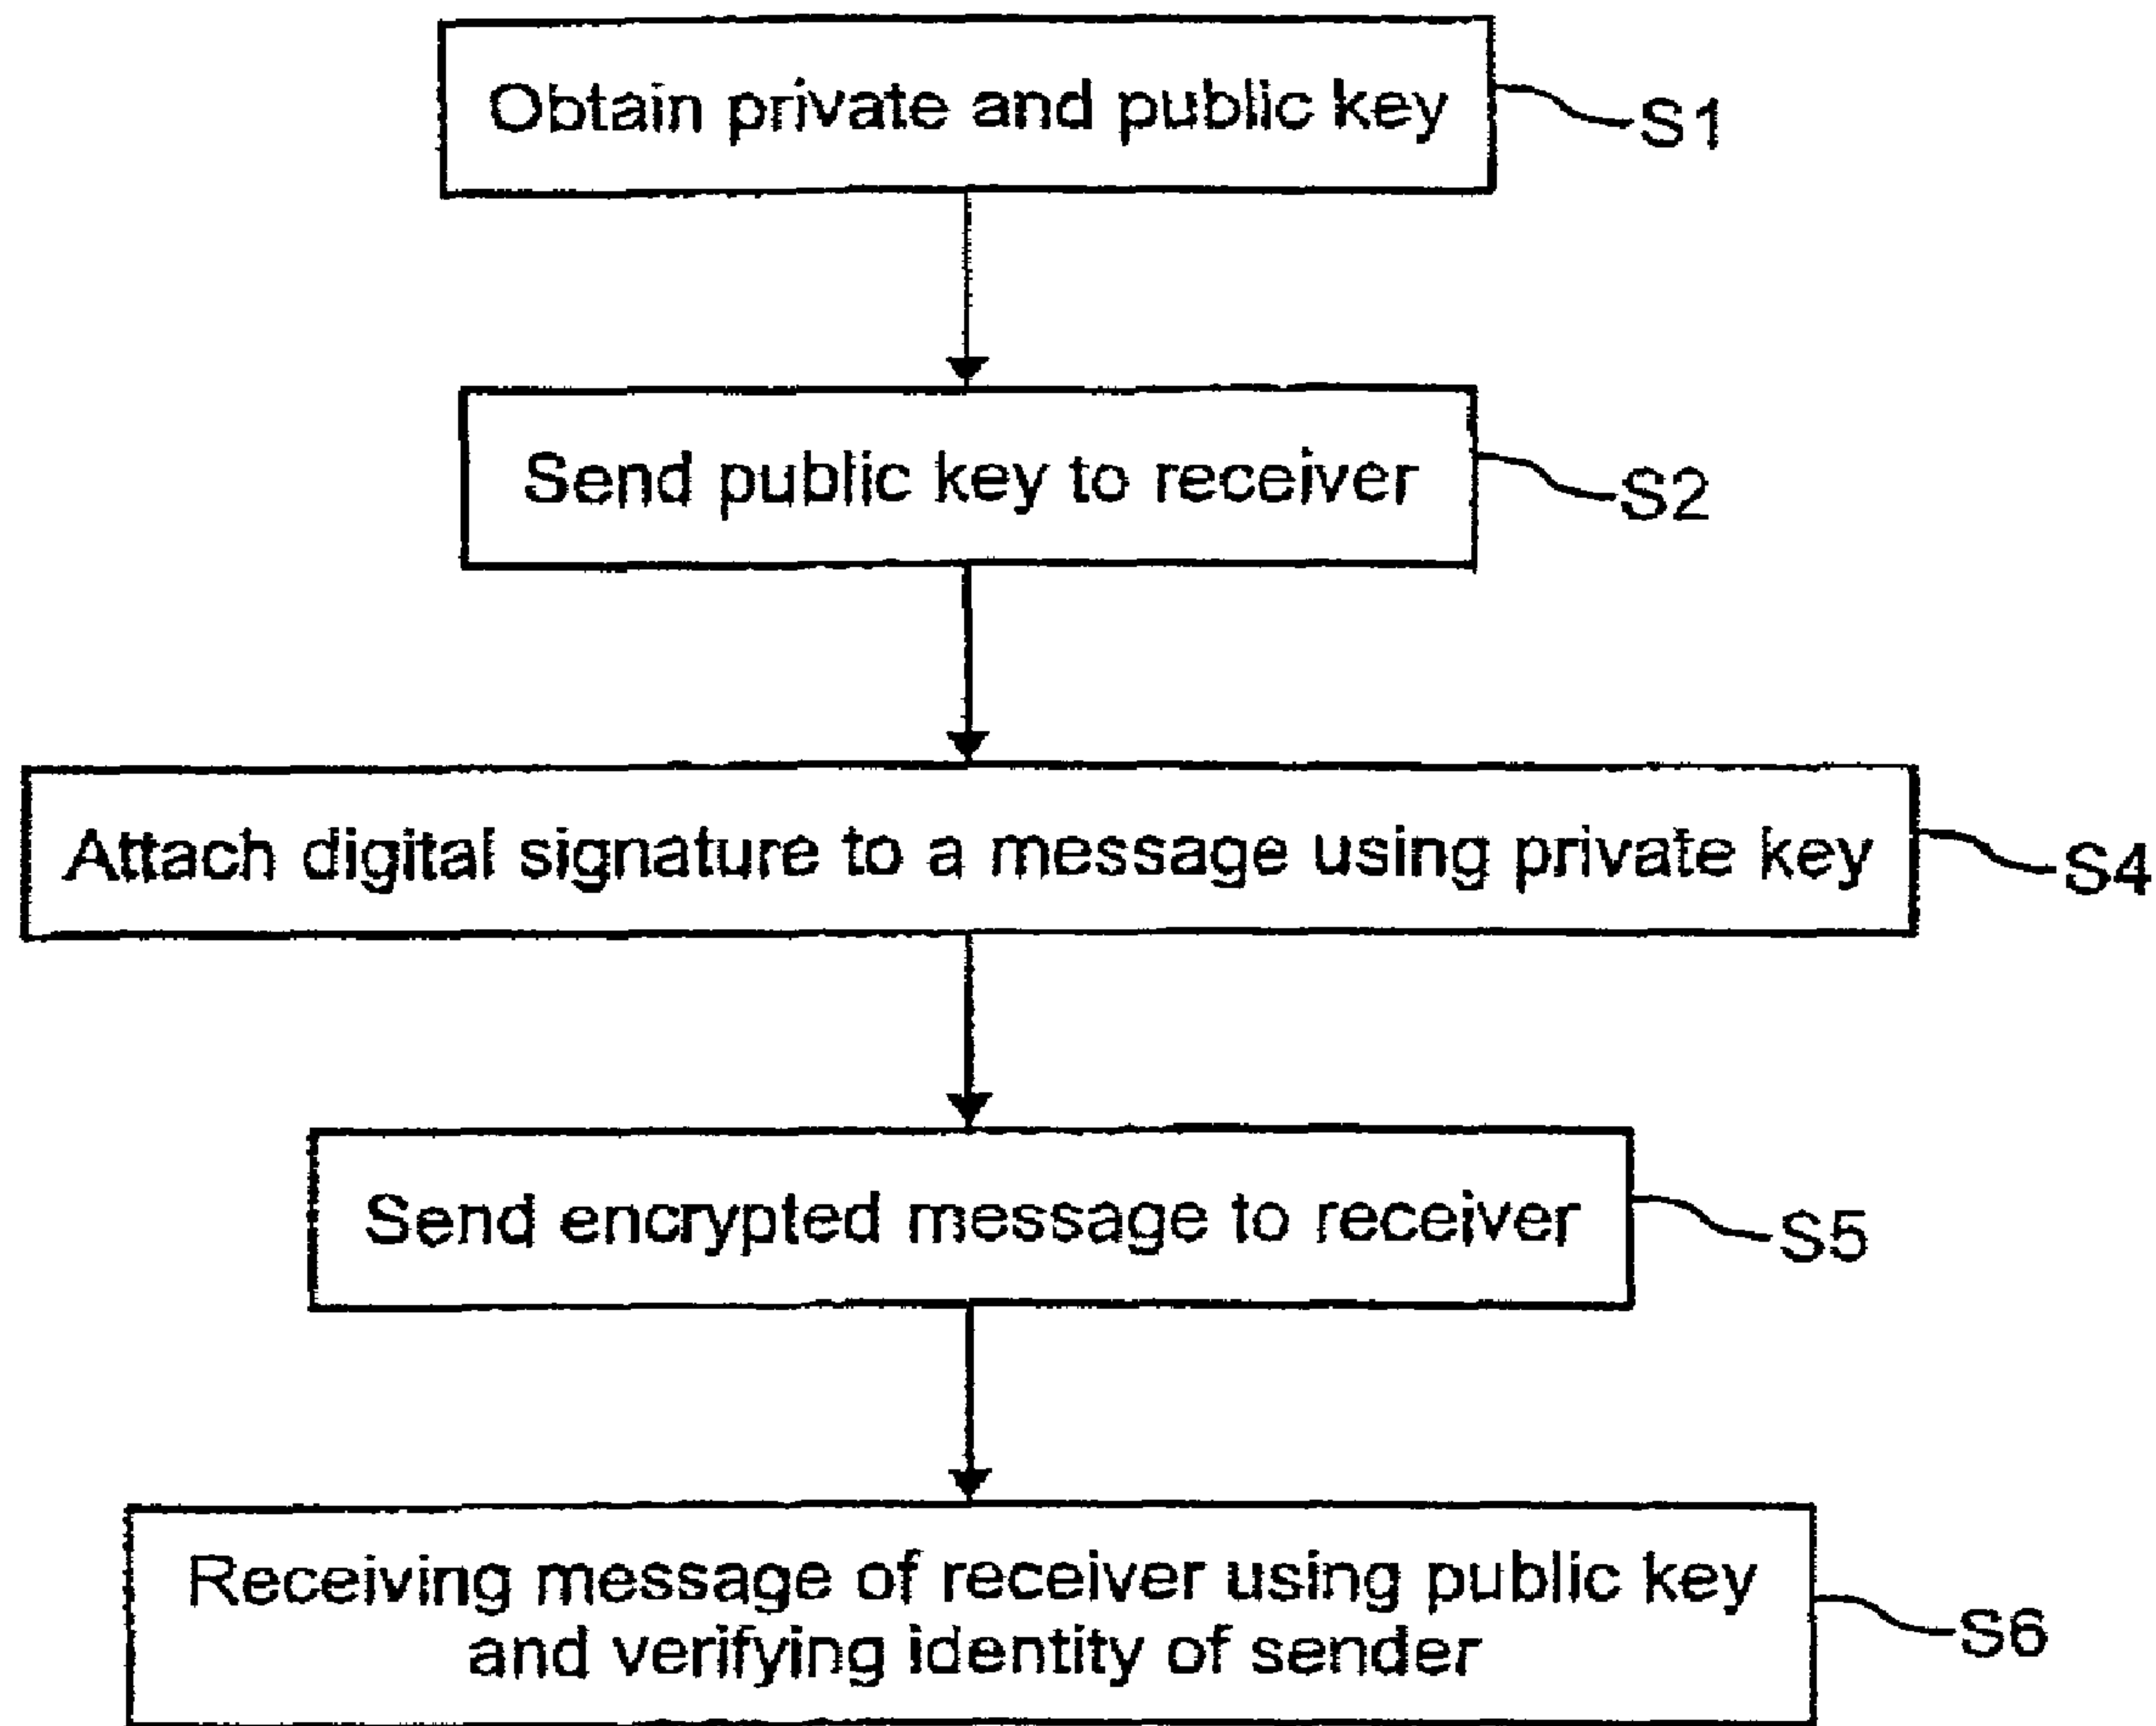 Obtain private and public key
S1
Send public key to receiver
S2
Attach digital signature to a message using private key
S4
Send encrypted message to receiver
S5
Receiving message of receiver using public key
and verifying identity of sender
S6